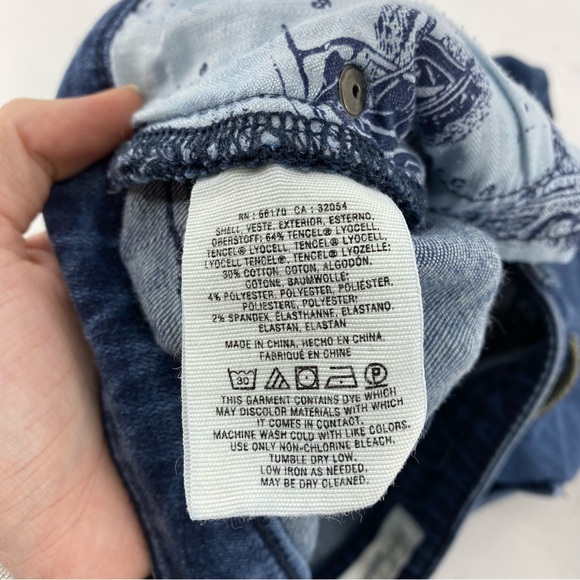 RN : 56170 CA : 32054
SHELL, VESTE, EXTERIOR, ESTERNO,
OBERSTOFF: 64% TENCEL® LYOCELL,
TENCEL® LYOCELL, TENCEL® LYOCELL,
LYOCELL TENCEL®, TENCEL® LYOZELLE;
30% COTTON, COTON, ALGODÓN,
COTONE, BAUMWOLLE;
4% POLYESTER, POLYESTER, POLIÉSTER,
POLIESTERE, POLYESTER;
2% SPANDEX, ÉLASTHANNE, ELASTANO,
ELASTAN, ELASTAN
MADE IN CHINA, HECHO EN CHINA,
FABRIQUÉ EN CHINE
30 P
THIS GARMENT CONTAINS DYE WHICH
MAY DISCOLOR MATERIALS WITH WHICH
IT COMES IN CONTACT.
MACHINE WASH COLD WITH LIKE COLORS.
USE ONLY NON-CHLORINE BLEACH.
TUMBLE DRY LOW.
LOW IRON AS NEEDED.
MAY BE DRY CLEANED.